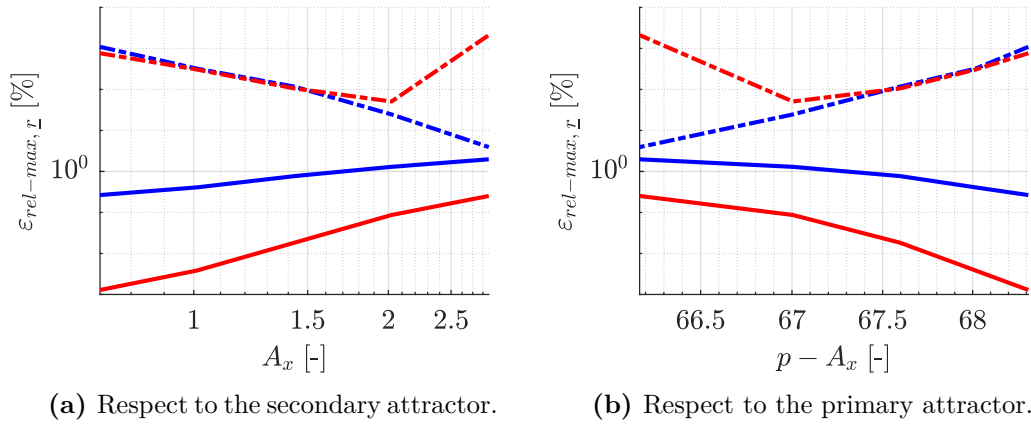 ε_{rel−max, r} [%]
10^0
1 1.5 2 2.5
A_x [-]
(a) Respect to the secondary attractor.
ε_{rel−max, r} [%]
10^0
66.5 67 67.5 68
p − A_x [-]
(b) Respect to the primary attractor.